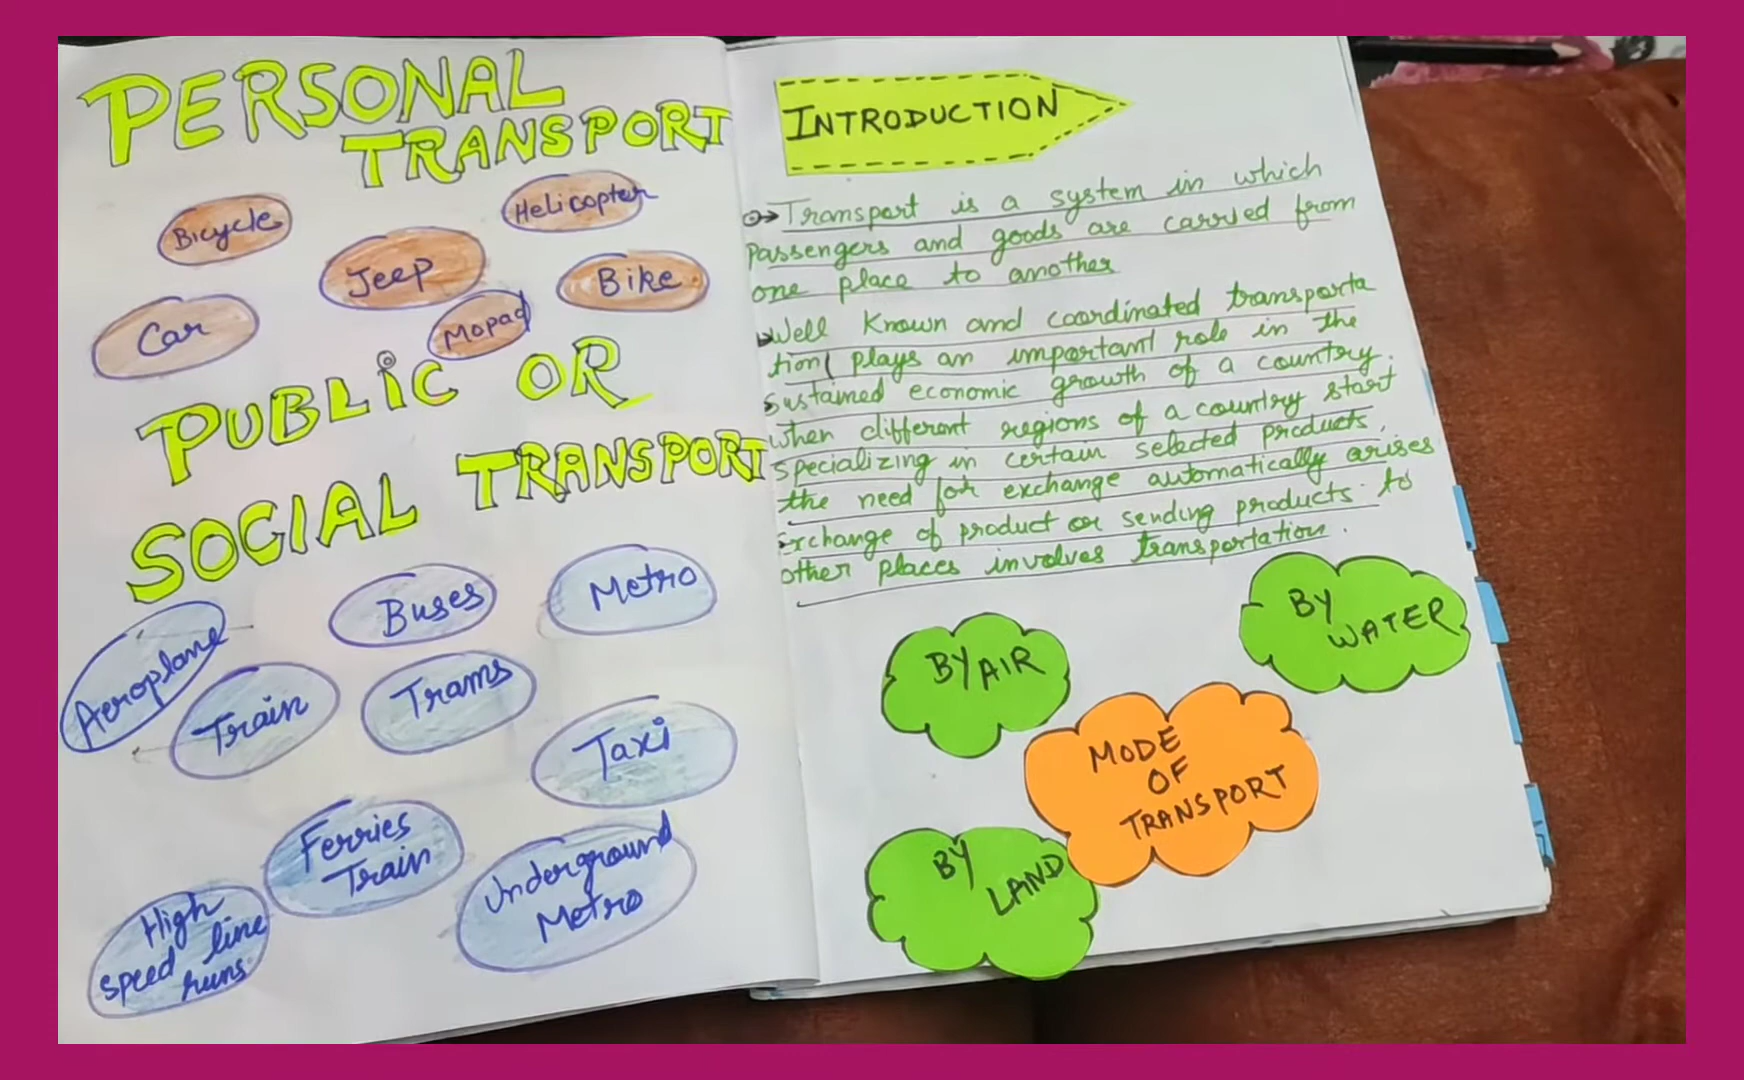 PERSONAL
TRANSPORT
Bicycle
Helicopter
Jeep
Bike
Car
Mopad
PUBLIC OR
SOCIAL TRANSPORT
Buses
Metro
Aeroplane
Train
Trams
Taxi
Ferries
Train
Underground
Metro
High
speed line
runs.
INTRODUCTION
Transport is a system in which
passengers and goods are carried from
one place to another
Well Known and coordinated transporta
tion plays an important role in the
sustained economic growth of a country.
when different regions of a country start
specializing in certain selected products,
the need for exchange automatically arises
Exchange of product or sending products to
other places involves transportation.
BY AIR
BY
WATER
MODE
OF
TRANSPORT
BY
LAND